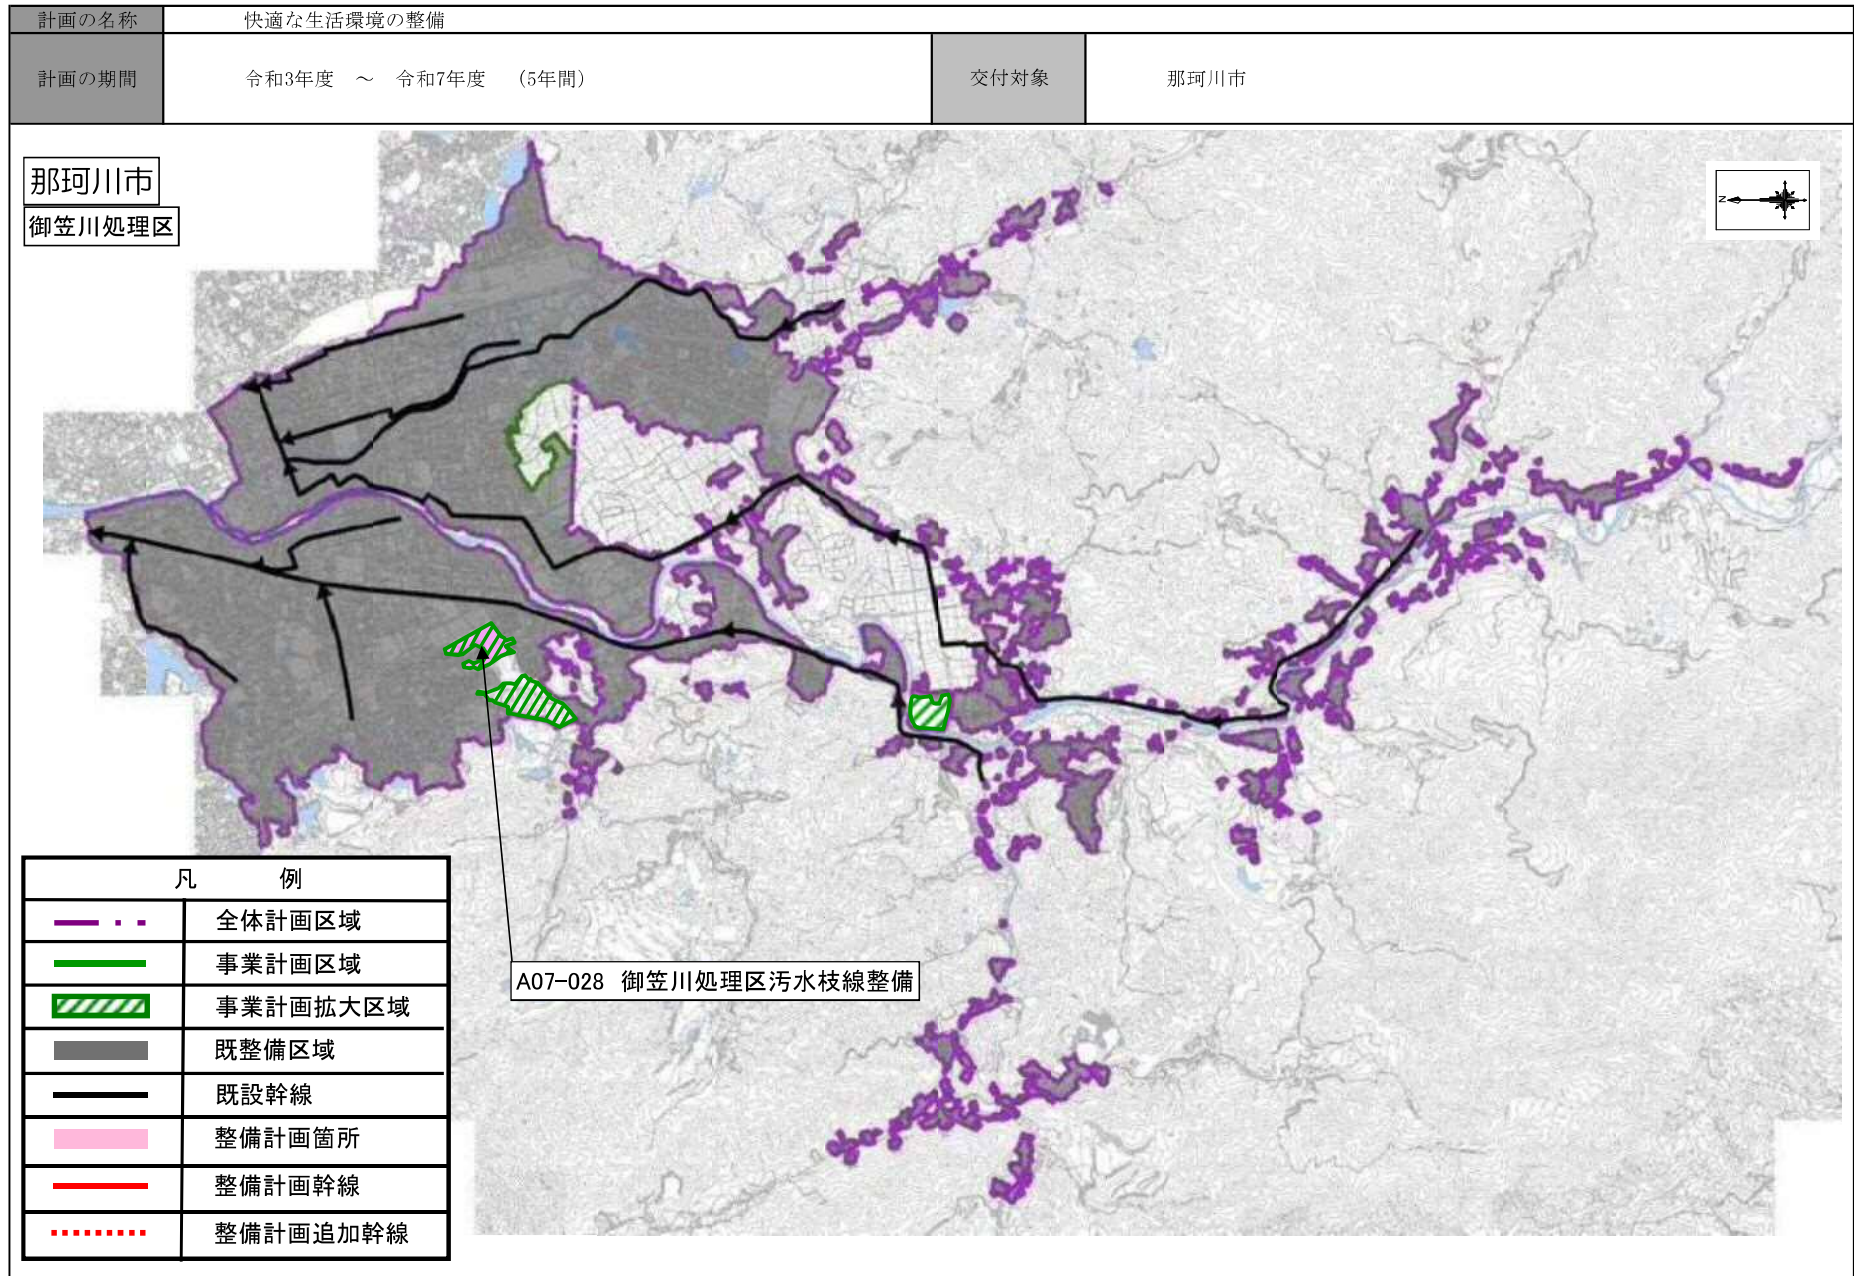 計画の名称 快適な生活環境の整備
計画の期間 令和3年度 ～ 令和7年度 （5年間） 交付対象 那珂川市
那珂川市
御笠川処理区
N
A07-028 御笠川処理区汚水枝線整備
凡 例
全体計画区域
事業計画区域
事業計画拡大区域
既整備区域
既設幹線
整備計画箇所
整備計画幹線
整備計画追加幹線